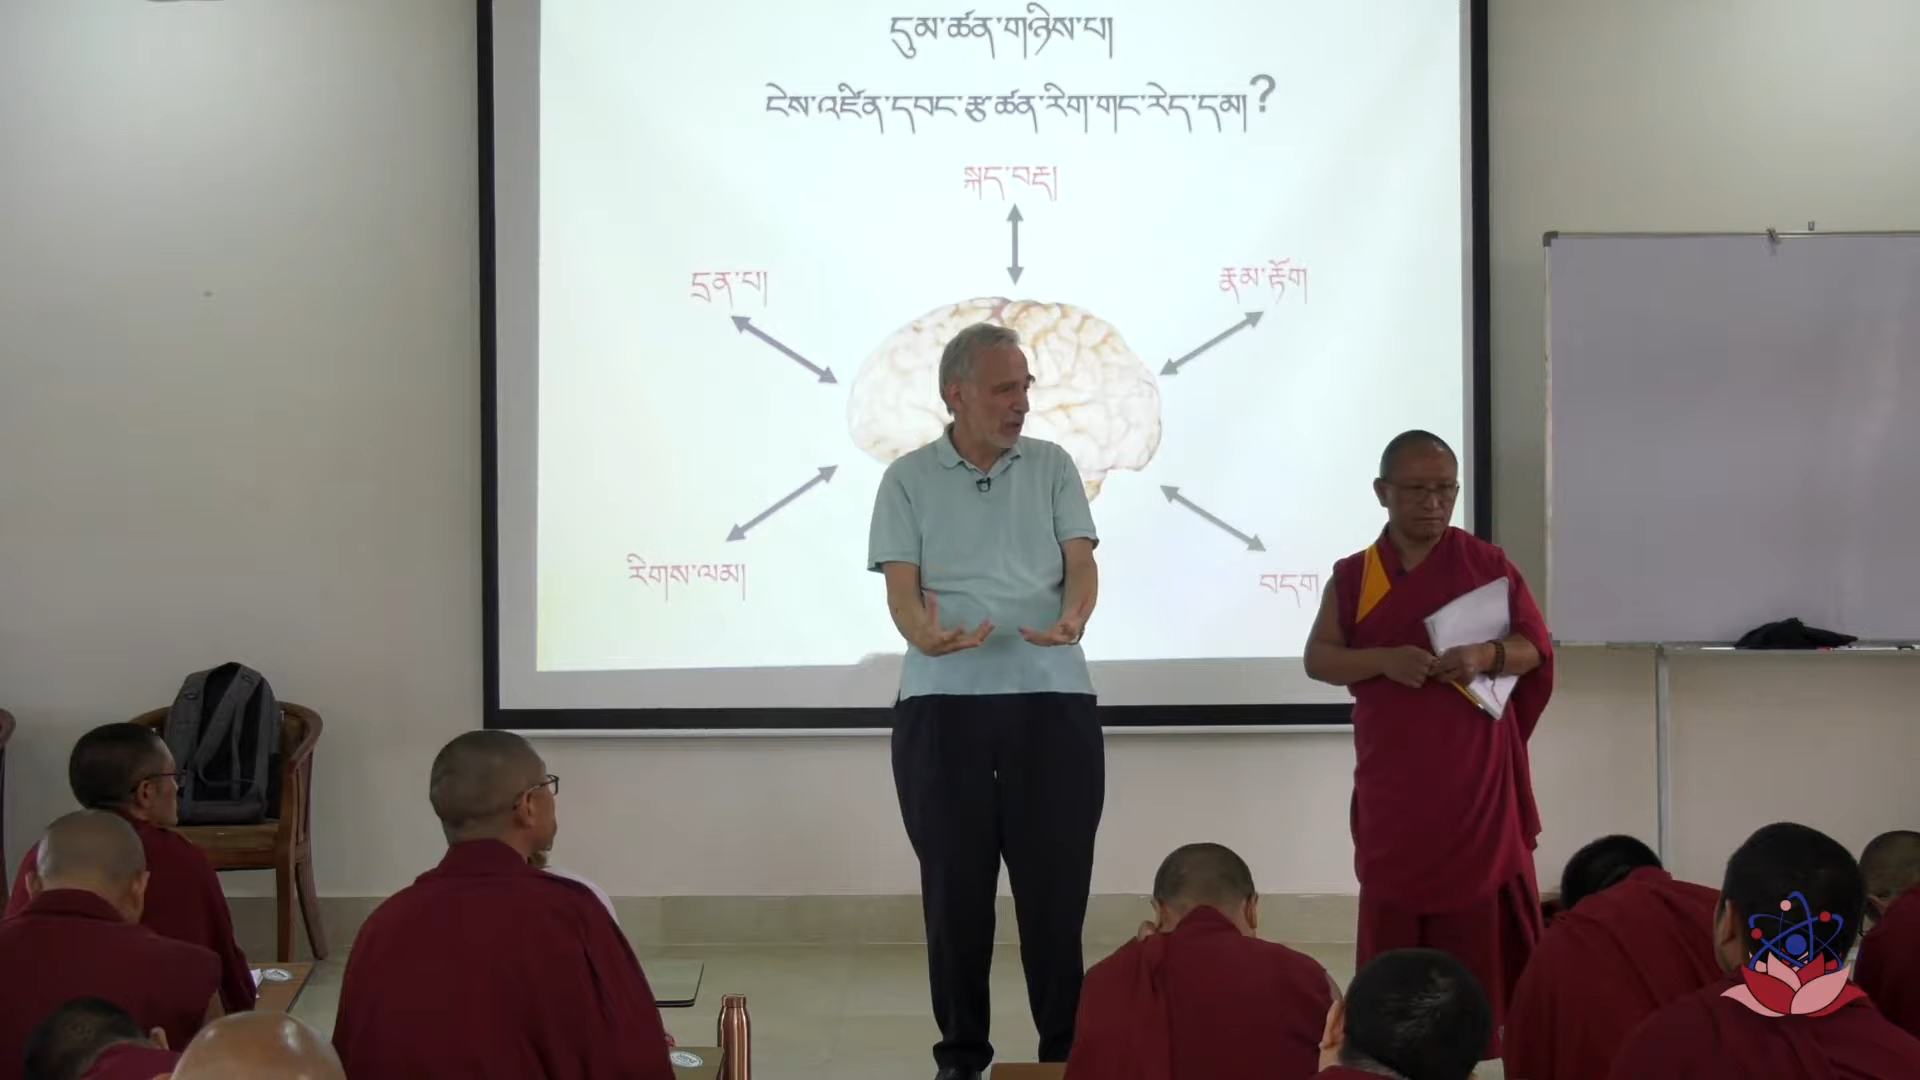 དུམ་ཚན་གཉིས་པ།
ངེས་འཛིན་དབང་རྩ་ཚན་རིག་གང་རེད་དམ།?
སྐད་བརྡ།
དྲན་པ།
རྣམ་རྟོག
རིགས་ལམ།
བདག